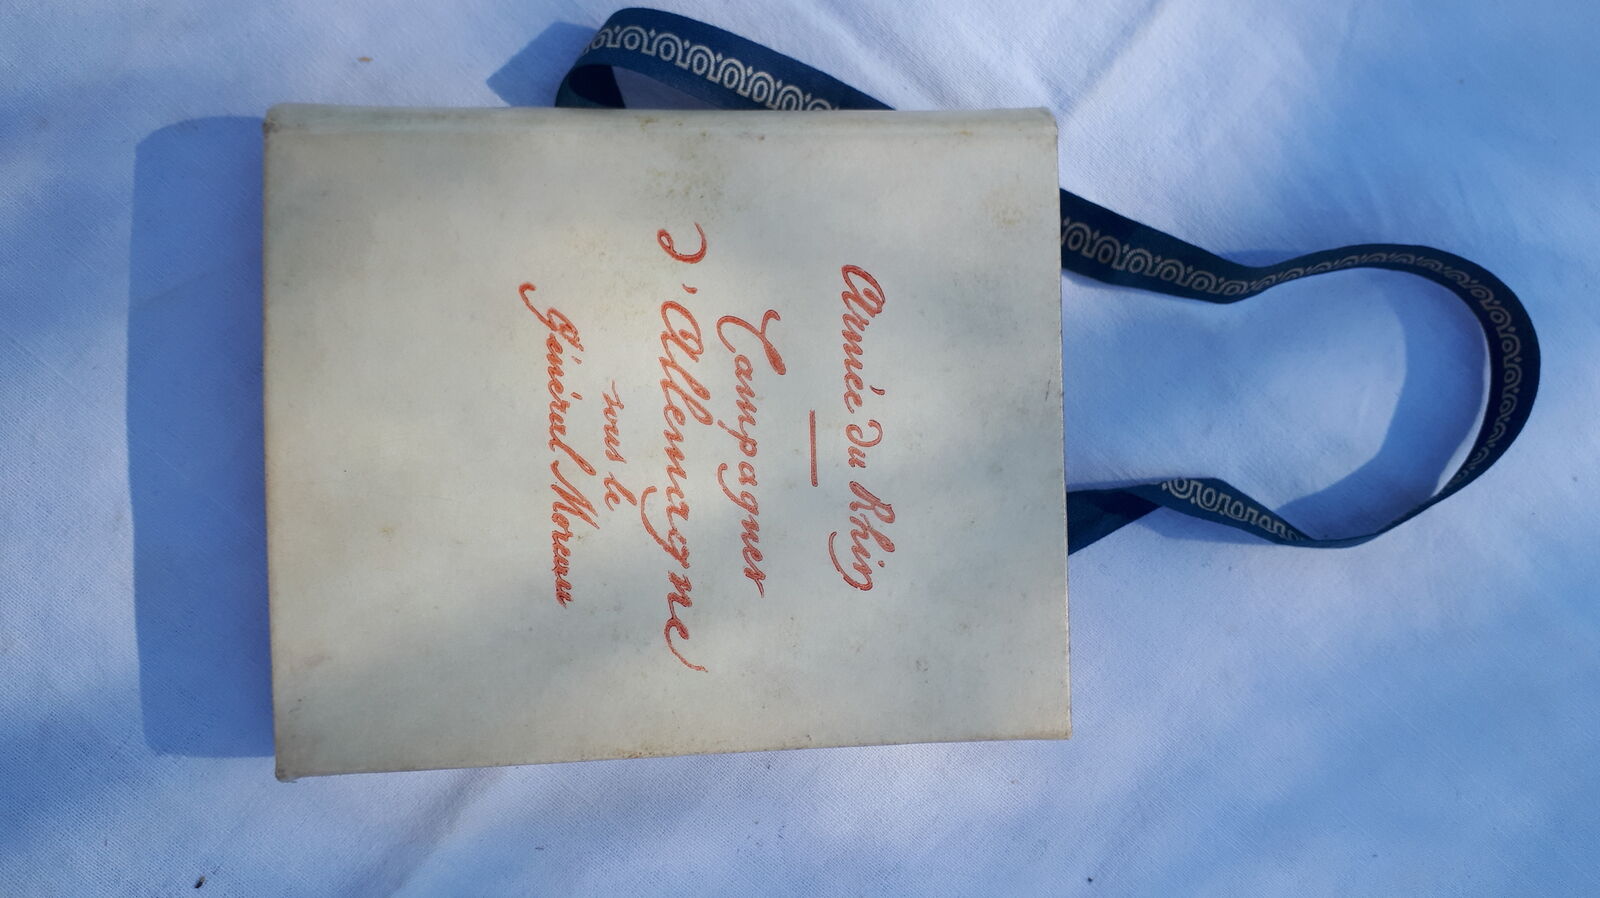 Armée du Rhin
Campagnes
d'Allemagne
sous le
Général Moreau